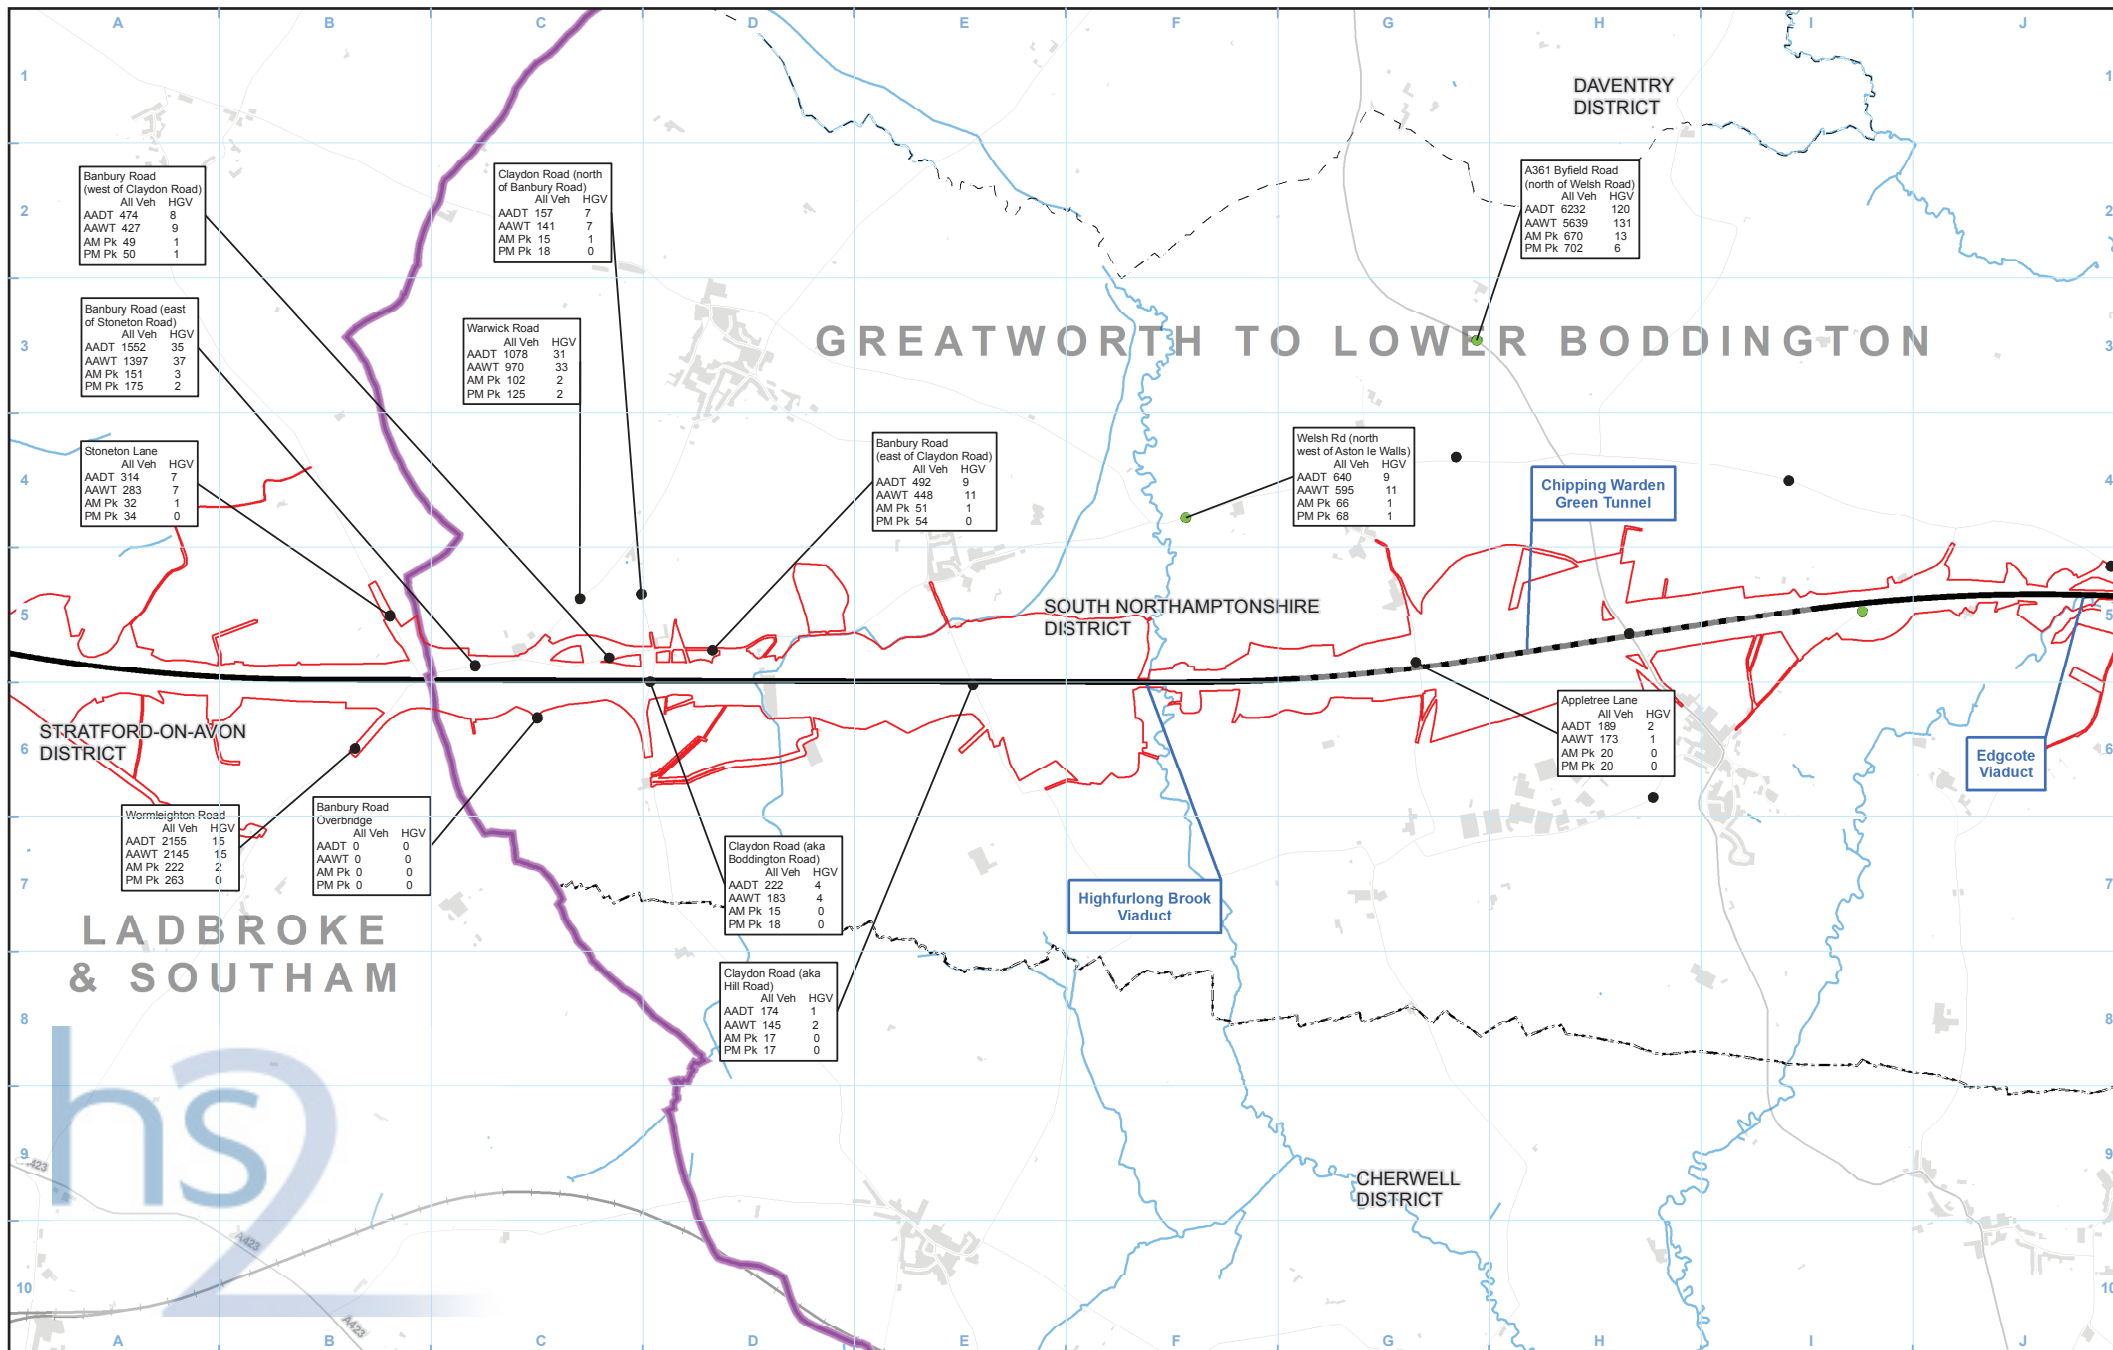 A B C D E F G H I J
1 1
DAVENTRY
DISTRICT
2 2
Banbury Road
(west of Claydon Road)
All Veh HGV
AADT 474 8
AAWT 427 9
AM Pk 49 1
PM Pk 50 1
Claydon Road (north
of Banbury Road)
All Veh HGV
AADT 157 7
AAWT 141 7
AM Pk 15 1
PM Pk 18 0
A361 Byfield Road
(north of Welsh Road)
All Veh HGV
AADT 6232 120
AAWT 5639 131
AM Pk 670 13
PM Pk 702 6
Banbury Road (east
of Stoneton Road)
All Veh HGV
AADT 1552 35
AAWT 1397 37
AM Pk 151 3
PM Pk 175 2
Warwick Road
All Veh HGV
AADT 1078 31
AAWT 970 33
AM Pk 102 2
PM Pk 125 2
3 3
GREATWORTH TO LOWER BODDINGTON
Stoneton Lane
All Veh HGV
AADT 314 7
AAWT 283 7
AM Pk 32 1
PM Pk 34 0
Banbury Road
(east of Claydon Road)
All Veh HGV
AADT 492 9
AAWT 448 11
AM Pk 51 1
PM Pk 54 0
Welsh Rd (north
west of Aston le Walls)
All Veh HGV
AADT 640 9
AAWT 595 11
AM Pk 66 1
PM Pk 68 1
4 4
Chipping Warden
Green Tunnel
5 5
SOUTH NORTHAMPTONSHIRE
DISTRICT
STRATFORD-ON-AVON
DISTRICT
6 6
Appletree Lane
All Veh HGV
AADT 189 2
AAWT 173 1
AM Pk 20 0
PM Pk 20 0
Edgcote
Viaduct
Wormleighton Road
All Veh HGV
AADT 2155 15
AAWT 2145 15
AM Pk 222 2
PM Pk 263 0
Banbury Road
Overbridge
All Veh HGV
AADT 0 0
AAWT 0 0
AM Pk 0 0
PM Pk 0 0
Claydon Road (aka
Boddington Road)
All Veh HGV
AADT 222 4
AAWT 183 4
AM Pk 15 0
PM Pk 18 0
7 7
Highfurlong Brook
Viaduct
LADBROKE
& SOUTHAM
Claydon Road (aka
Hill Road)
All Veh HGV
AADT 174 1
AAWT 145 2
AM Pk 17 0
PM Pk 17 0
8 8
hs2
9 9
A423
CHERWELL
DISTRICT
A423
10 10
A423
A B C D E F G H I J